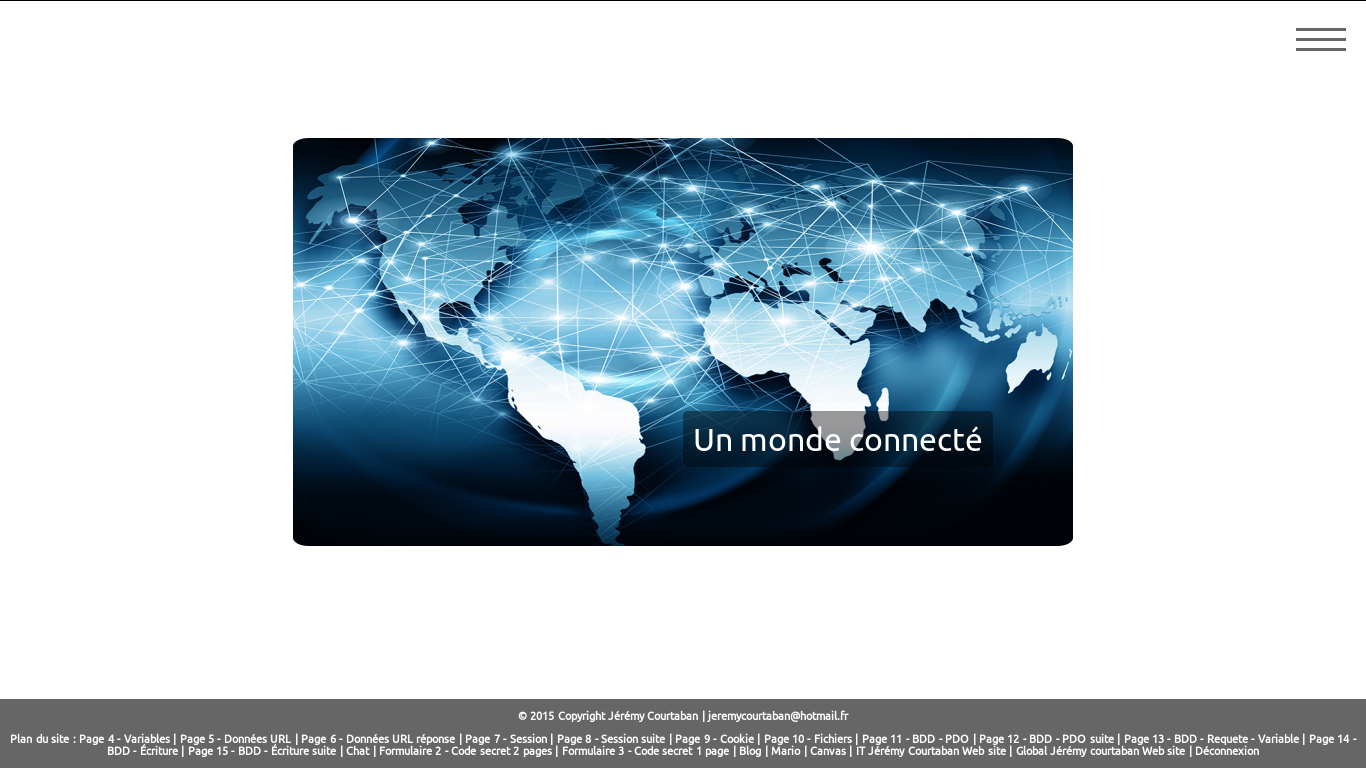 Un monde connecté
© 2015 Copyright Jérémy Courtaban | jeremycourtaban@hotmail.fr
Plan du site : Page 4 - Variables | Page 5 - Données URL | Page 6 - Données URL réponse | Page 7 - Session | Page 8 - Session suite | Page 9 - Cookie | Page 10 - Fichiers | Page 11 - BDD - PDO | Page 12 - BDD - PDO suite | Page 13 - BDD - Requete - Variable | Page 14 -
BDD - Écriture | Page 15 - BDD - Écriture suite | Chat | Formulaire 2 - Code secret 2 pages | Formulaire 3 - Code secret 1 page | Blog | Mario | Canvas | IT Jérémy Courtaban Web site | Global Jérémy courtaban Web site | Déconnexion